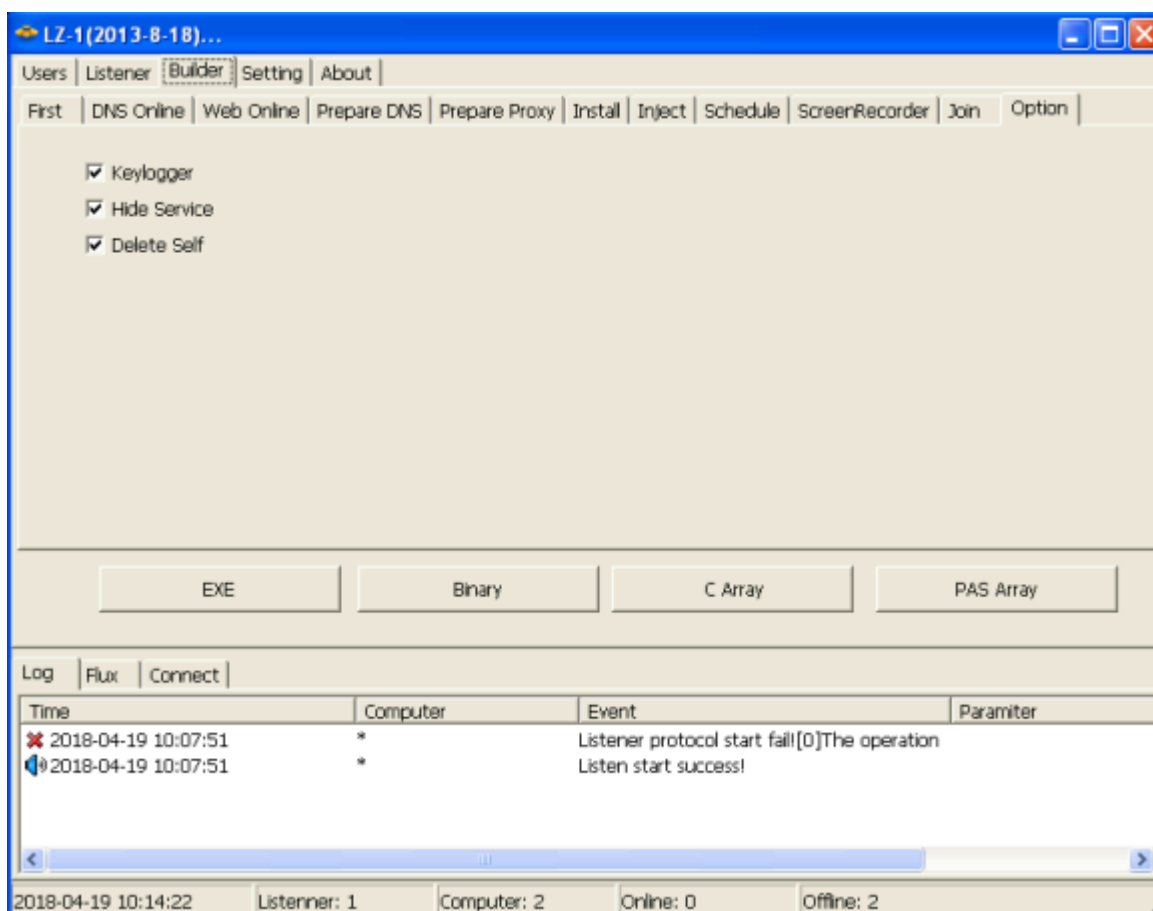 LZ-1(2013-8-18)...
Users Listener Builder Setting About
First DNS Online Web Online Prepare DNS Prepare Proxy Install Inject Schedule ScreenRecorder Join Option
Keylogger
Hide Service
Delete Self
EXE Binary C Array PAS Array
Log Flux Connect
Time Computer Event Paramiter
2018-04-19 10:07:51 * Listener protocol start fail![0]The operation
2018-04-19 10:07:51 * Listen start success!
2018-04-19 10:14:22 Listenner: 1 Computer: 2 Online: 0 Offline: 2